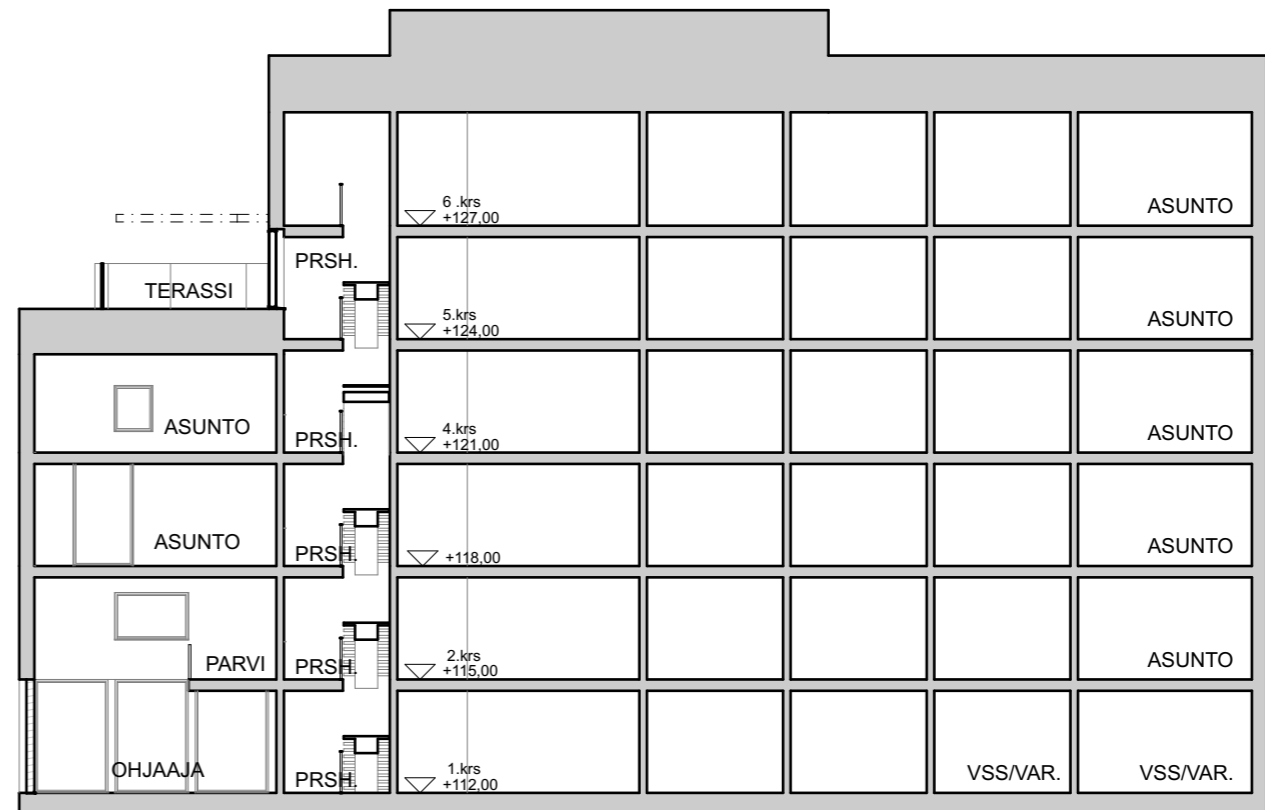 6 .krs
+127,00
ASUNTO
PRSH.
TERASSI
5.krs
+124,00
ASUNTO
ASUNTO
PRSH.
4.krs
+121,00
ASUNTO
ASUNTO
PRSH.
+118,00
ASUNTO
PARVI
PRSH.
2.krs
+115,00
ASUNTO
OHJAAJA
PRSH.
1.krs
+112,00
VSS/VAR.
VSS/VAR.